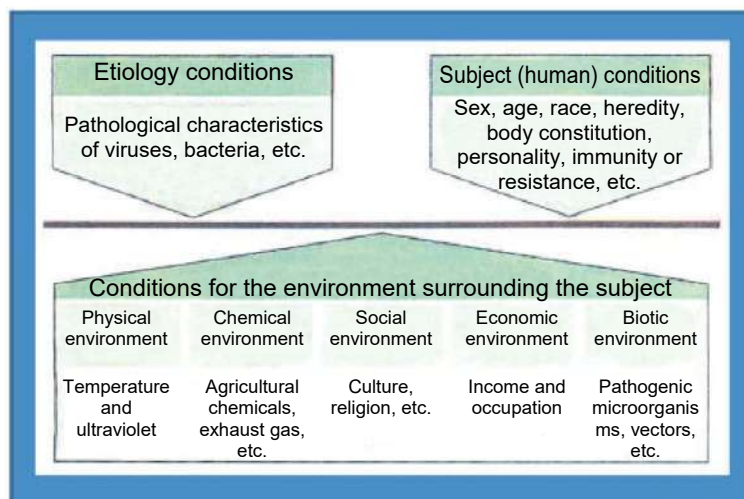 Etiology conditions
Pathological characteristics
of viruses, bacteria, etc.
Subject (human) conditions
Sex, age, race, heredity,
body constitution,
personality, immunity or
resistance, etc.
Conditions for the environment surrounding the subject
Physical
environment
Temperature
and
ultraviolet
Chemical
environment
Agricultural
chemicals,
exhaust gas,
etc.
Social
environment
Culture,
religion, etc.
Economic
environment
Income and
occupation
Biotic
environment
Pathogenic
microorganis
ms, vectors,
etc.